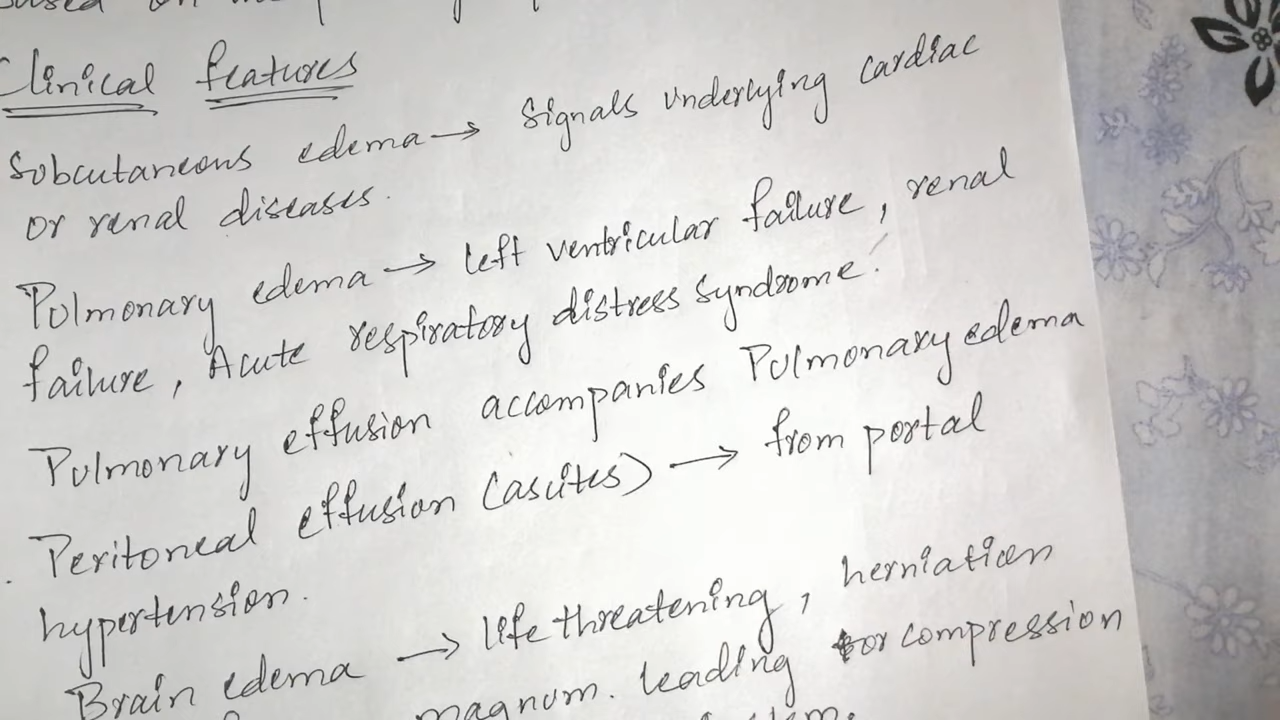 based on
Clinical features
Subcutaneous edema → Signals underlying cardiac
or renal diseases.
Pulmonary edema → left ventricular failure, renal
failure, Acute respiratory distress syndrome.
Pulmonary effusion accompanies Pulmonary edema
Peritoneal effusion (ascites) → from portal
hypertension.
Brain edema → life threatening, herniation
magnum. leading or compression